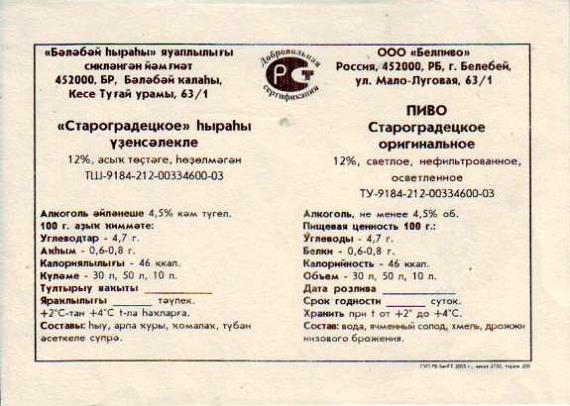 «Бәләбәй һыраһы» яуаплылығы
сикләнгән йәмғиәт
452000, БР, Бәләбәй ҡалаһы,
Кесе Туғай урамы, 63/1
Добровольная
РСТ
сертификация
ООО «Белпиво»
Россия, 452000, РБ, г. Белебей,
ул. Мало-Луговая, 63/1
«Староградецкое» һыраһы
үҙенсәлекле
12%, асыҡ төҫтәге, һөҙөлмәгән
ТШ-9184-212-00334600-03
ПИВО
Староградецкое
оригинальное
12%, светлое, нефильтрованное,
осветленное
ТУ-9184-212-00334600-03
Алкоголь әйләнеше 4,5% кәм түгел.
100 г. аҙыҡ ҡиммәте:
Углеводтар - 4,7 г.
Аҡһым - 0,6-0,8 г.
Калориялылығы - 46 ккал.
Күләме - 30 л, 50 л, 10 л.
Тултырыу ваҡыты
Яраҡлылығы тәүлек.
+2°С-тан +4°С t-ла һаҡларға.
Составы: һыу, арпа ҡуры, ҡомалаҡ, түбән
әсеткеле сүпрә.
Алкоголь, не менее 4,5% об.
Пищевая ценность 100 г.:
Углеводы - 4,7 г.
Белки - 0,6-0,8 г.
Калорийность - 46 ккал.
Объем - 30 л, 50 л, 10 л.
Дата розлива
Срок годности суток.
Хранить при t от +2° до +4°С.
Состав: вода, ячменный солод, хмель, дрожжи
низового брожения.